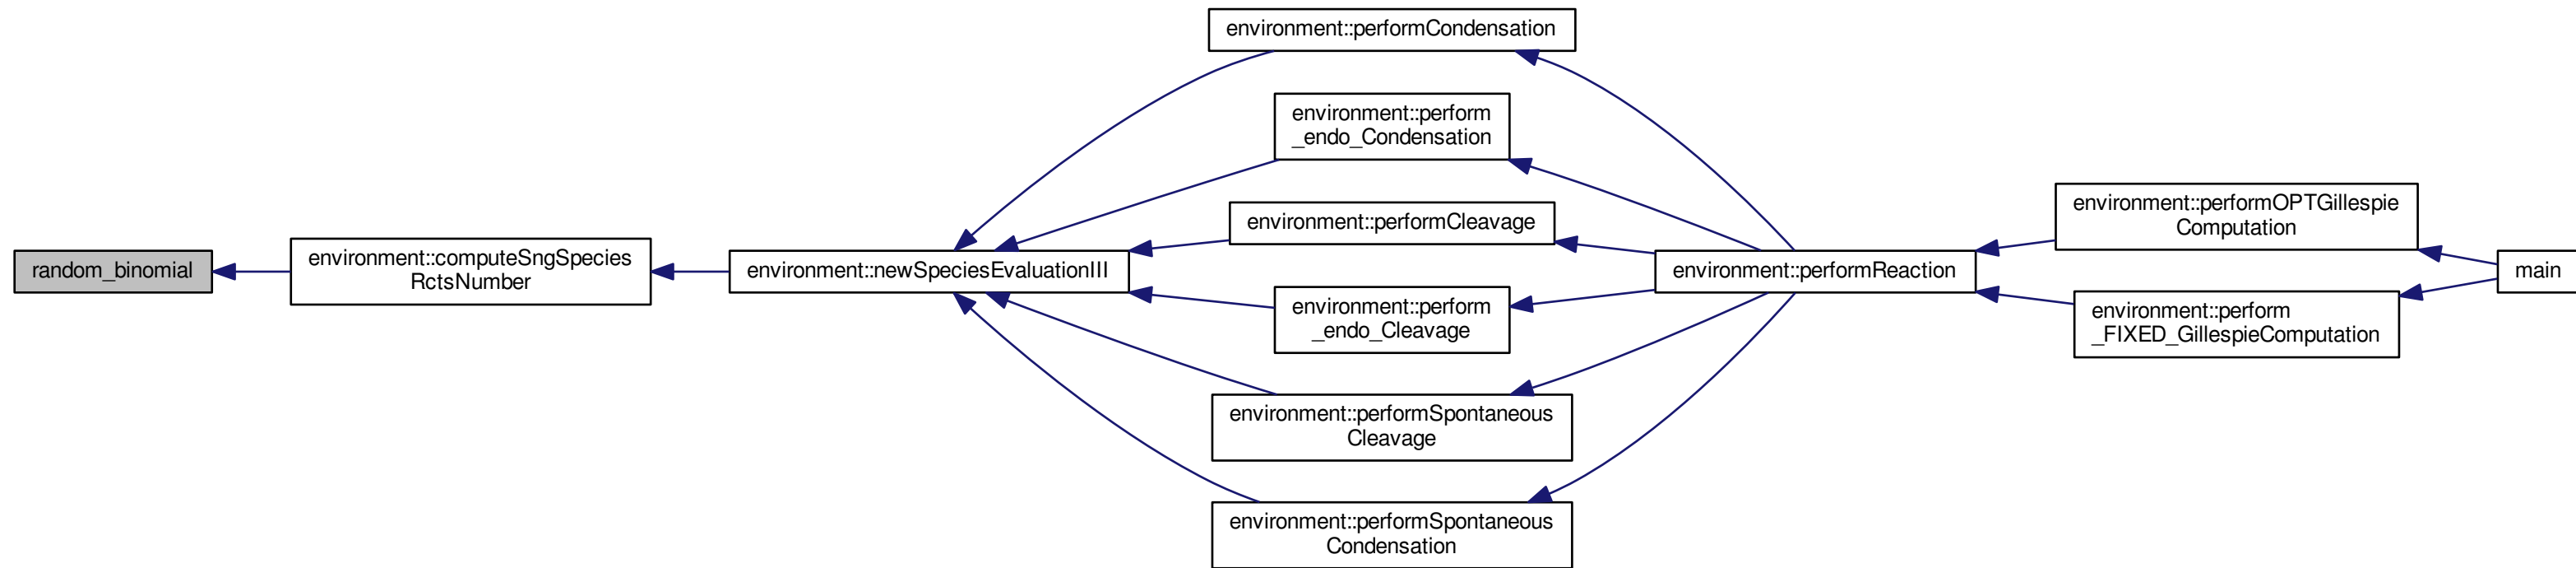 random_binomial
environment::computeSngSpecies
RctsNumber
environment::newSpeciesEvaluationIII
environment::performCondensation
environment::perform
_endo_Condensation
environment::performCleavage
environment::perform
_endo_Cleavage
environment::performSpontaneous
Cleavage
environment::performSpontaneous
Condensation
environment::performReaction
environment::performOPTGillespie
Computation
environment::perform
_FIXED_GillespieComputation
main